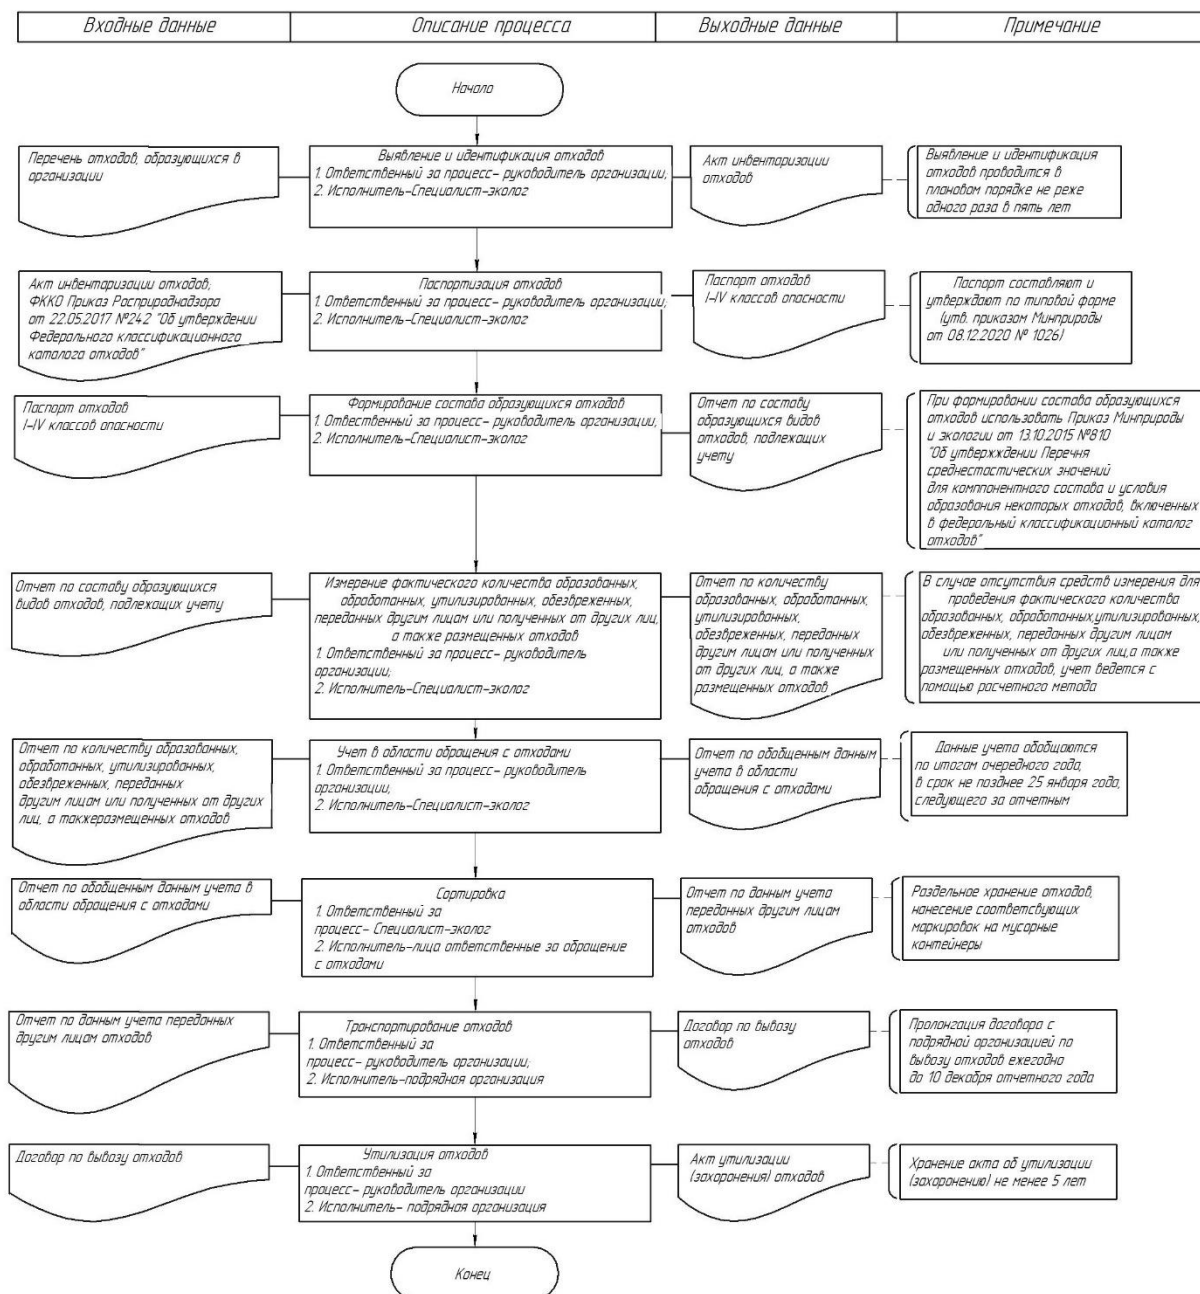 Входные данные
Описание процесса
Выходные данные
Примечание
Начало
Перечень отходов, образующихся в
организации
Выявление и идентификация отходов
1. Ответственный за процесс- руководитель организации;
2. Исполнитель-Специалист-эколог
Акт инвентаризации
отходов
Выявление и идентификация
отходов проводится в
плановом порядке не реже
одного раза в пять лет
Акт инвентаризации отходов;
ФККО Приказ Росприроднадзора
от 22.05.2017 №242 "Об утверждении
Федерального классификационного
каталога отходов"
Паспортизация отходов
1. Ответственный за процесс- руководитель организации;
2. Исполнитель-Специалист-эколог
Паспорт отходов
I-IV классов опасности
Паспорт составляют и
утверждают по типовой форме
(утв. приказом Минприроды
от 08.12.2020 № 1026)
Паспорт отходов
I-IV классов опасности
Формирование состава образующихся отходов
1. Отвественный за процесс- руководитель организации;
2. Исполнитель-Специалист-эколог
Отчет по составу
образующихся видов
отходов, подлежащих
учету
При формировании состава образующихся
отходов использовать Приказ Минприроды
и экологии от 13.10.2015 №810
"Об утвержждении Перечня
среднестастических значений
для комппонентного состава и условия
образования некоторых отходов, включенных
в федеральный классификационный каталог
отходов"
Отчет по составу образующихся
видов отходов, подлежащих учету
Измерение фактического количества образованных,
обработанных, утилизированных, обезвреженных,
переданных другим лицам или полученных от других лиц,
а также размещенных отходов
1. Ответственный за процесс- руководитель
организации;
2. Исполнитель-Специалист-эколог
Отчет по количеству
образованных, обработанных,
утилизированных,
обезвреженных, переданных
другим лицам или полученных
от других лиц, а также
размещенных отходов
В случае отсутствия средств измерения для
проведения фактического количества
образованных, обработанных,утилизированных,
обезвреженных, переданных другим лицам
или полученных от других лиц,а также
размещенных отходов, учет ведется с
помощью расчетного метода
Отчет по количеству образованных,
обработанных, утилизированных,
обезвреженных, переданных
другим лицам или полученных от других
лиц, а такжеразмещенных отходов
Учет в области обращения с отходами
1. Ответственный за процесс- руководитель
организации;
2. Исполнитель-Специалист-эколог
Отчет по обобщенным данным
учета в области
обращения с отходами
Данные учета обобщаются
по итогам очередного года,
в срок не позднее 25 января года,
следующего за отчетным
Отчет по обобщенным данным учета в
области обращения с отходами
Сортировка
1. Ответственный за
процесс- Специалист-Эколог
2. Исполнитель-лица ответственные за обращение
с отходами
Отчет по данным учета
переданных другим лицам
отходов
Раздельное хранение отходов,
нанесение соответсвующих
маркировок на мусорные
контейнеры
Отчет по данным учета переданных
другим лицам отходов
Транспортирование отходов
1. Ответственный за
процесс- руководитель организации;
2. Исполнитель-подрядная организация
Договор по вывозу
отходов
Пролонгация договора с
подрядной организацией по
вывозу отходов ежегодно
до 10 декабря отчетного года
Договор по вывозу отходов
Утилизация отходов
1. Ответственный за
процесс- руководитель организации
2. Исполнитель- подрядная организация
Акт утилизации
(захоронения) отходов
Хранение акта об утилизации
(захоронению) не менее 5 лет
Конец